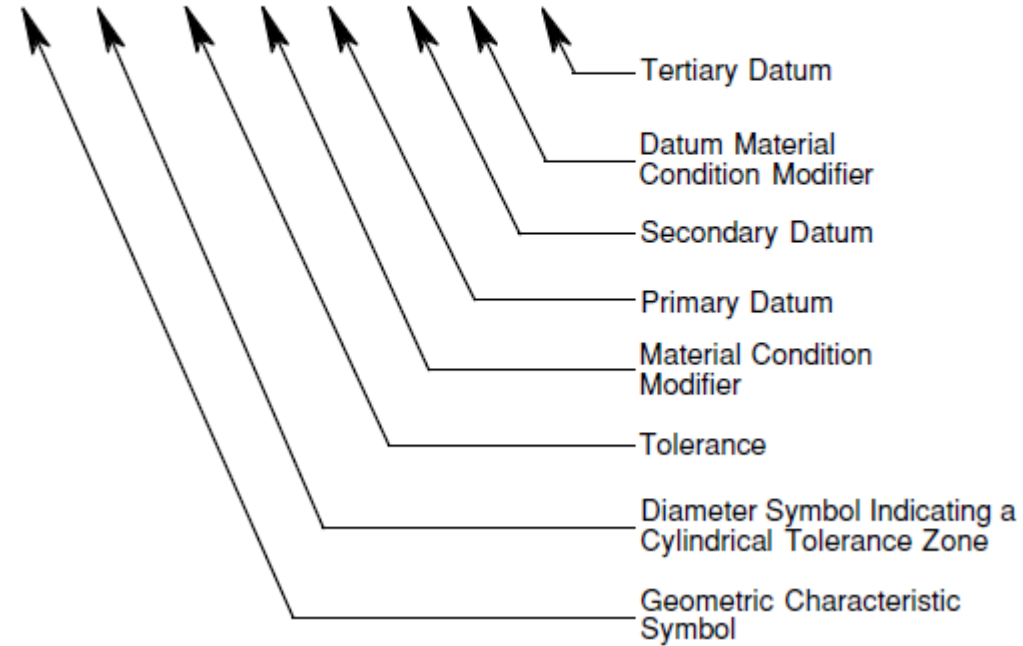 Tertiary Datum
Datum Material
Condition Modifier
Secondary Datum
Primary Datum
Material Condition
Modifier
Tolerance
Diameter Symbol Indicating a
Cylindrical Tolerance Zone
Geometric Characteristic
Symbol